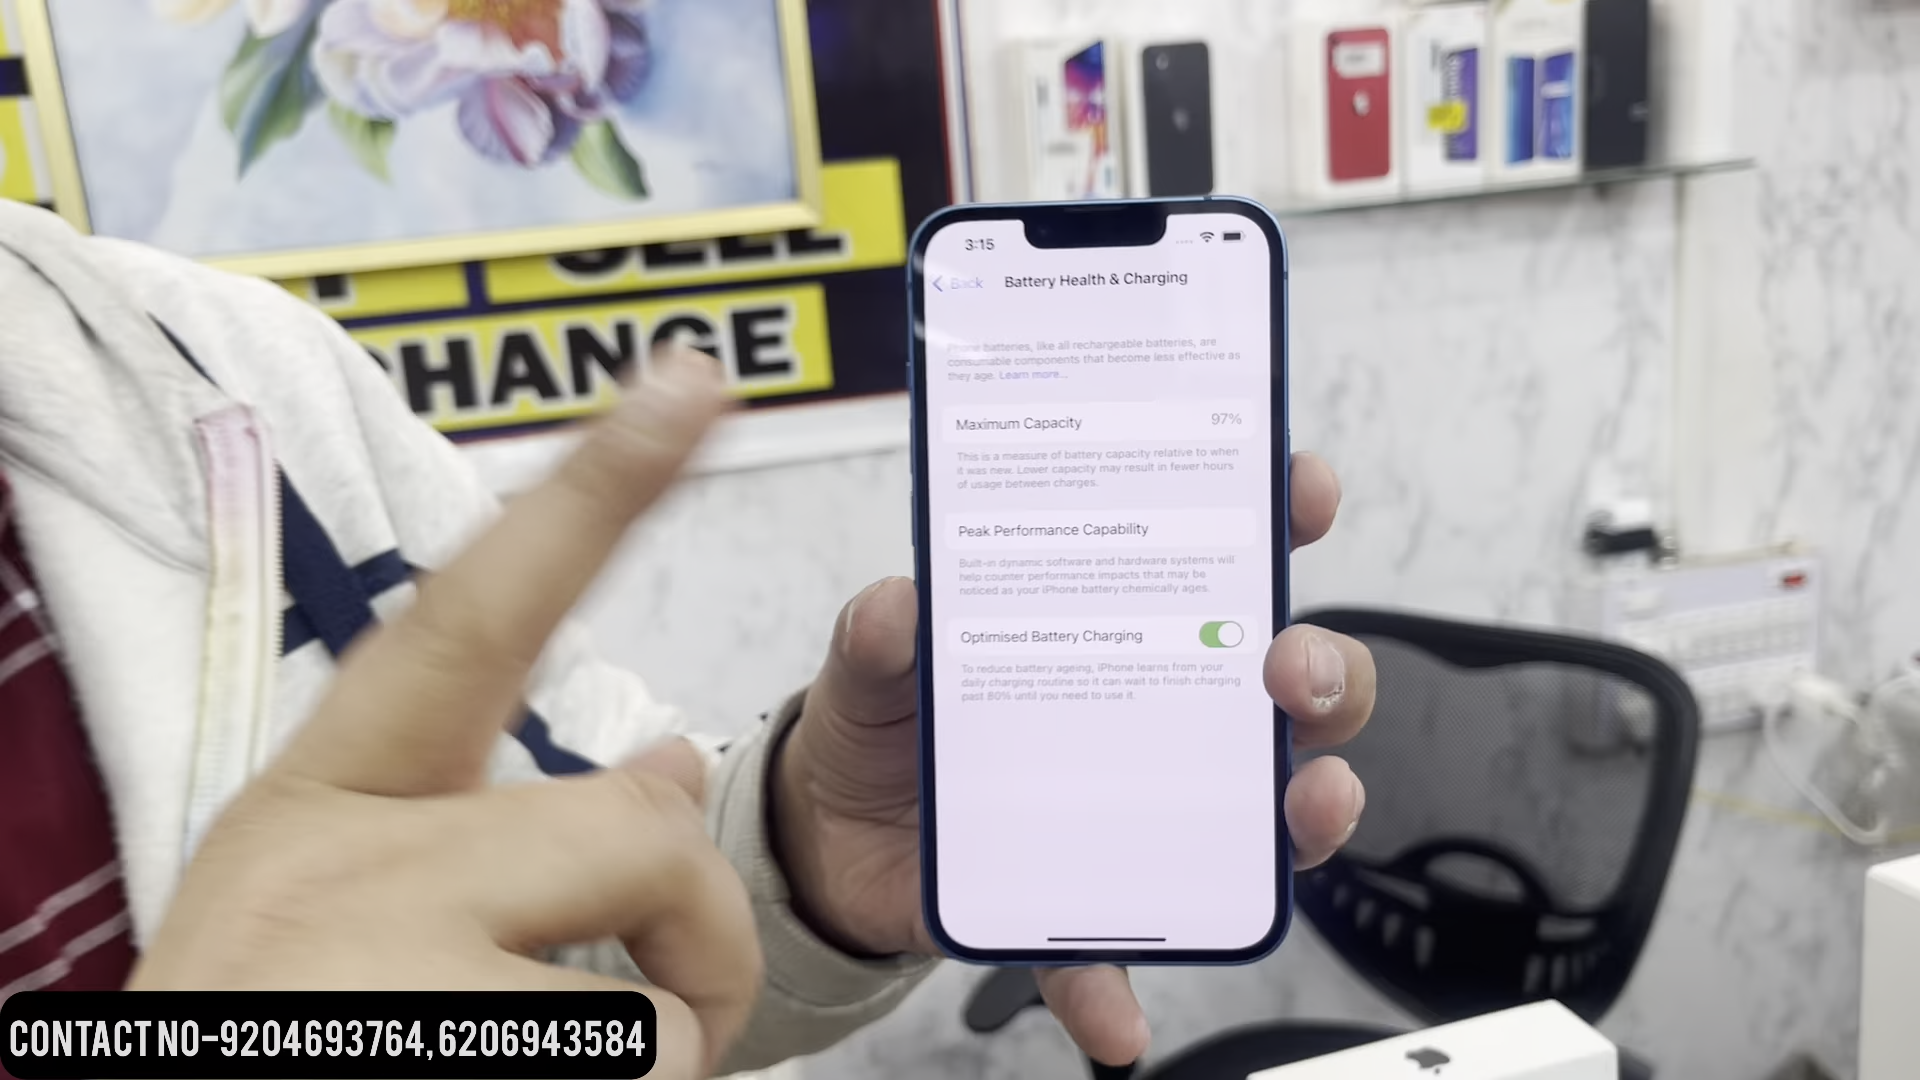 SELL
CHANGE
3:15
Back
Battery Health & Charging
Phone batteries, like all rechargeable batteries, are
consumable components that become less effective as
they age. Learn more...
Maximum Capacity 97%
This is a measure of battery capacity relative to when
it was new. Lower capacity may result in fewer hours
of usage between charges.
Peak Performance Capability
Built-in dynamic software and hardware systems will
help counter performance impacts that may be
noticed as your iPhone battery chemically ages.
Optimised Battery Charging
To reduce battery ageing, iPhone learns from your
daily charging routine so it can wait to finish charging
past 80% until you need to use it.
CONTACT NO-9204693764, 6206943584